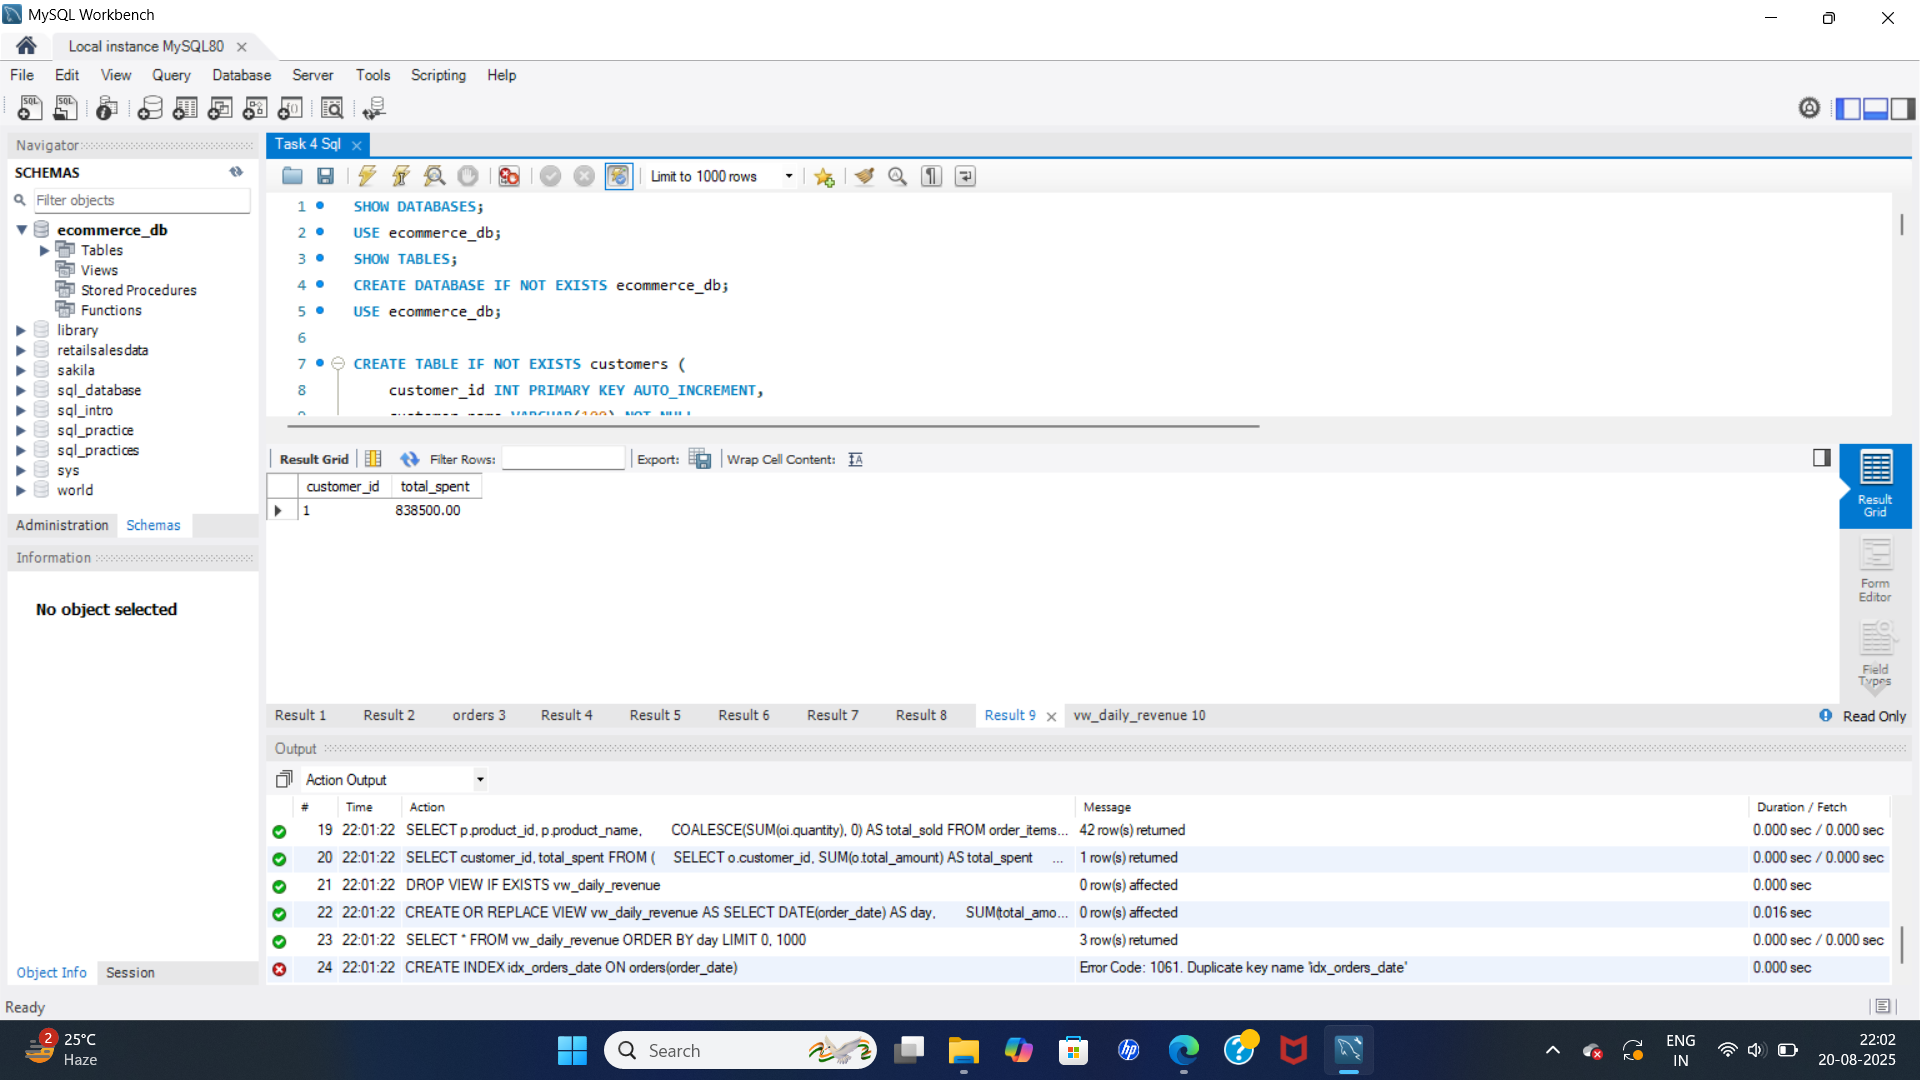 MySQL Workbench
Local instance MySQL80
File Edit View Query Database Server Tools Scripting Help
Navigator
SCHEMAS
Filter objects
ecommerce_db
Tables
Views
Stored Procedures
Functions
library
retailsalesdata
sakila
sql_database
sql_intro
sql_practice
sql_practices
sys
world
Administration Schemas
Information
No object selected
Object Info Session
Ready
Task 4 Sql
Limit to 1000 rows
1 SHOW DATABASES;
2 USE ecommerce_db;
3 SHOW TABLES;
4 CREATE DATABASE IF NOT EXISTS ecommerce_db;
5 USE ecommerce_db;
6
7 CREATE TABLE IF NOT EXISTS customers (
8 customer_id INT PRIMARY KEY AUTO_INCREMENT,
9 customer_name VARCHAR(100) NOT NULL
Result Grid Filter Rows: Export: Wrap Cell Content:
customer_id total_spent
1 838500.00
Result Grid
Form Editor
Field Types
Result 1 Result 2 orders 3 Result 4 Result 5 Result 6 Result 7 Result 8 Result 9 vw_daily_revenue 10
Read Only
Output
Action Output
# Time Action Message Duration / Fetch
19 22:01:22 SELECT p.product_id, p.product_name, COALESCE(SUM(oi.quantity), 0) AS total_sold FROM order_items... 42 row(s) returned 0.000 sec / 0.000 sec
20 22:01:22 SELECT customer_id, total_spent FROM ( SELECT o.customer_id, SUM(o.total_amount) AS total_spent ... 1 row(s) returned 0.000 sec / 0.000 sec
21 22:01:22 DROP VIEW IF EXISTS vw_daily_revenue 0 row(s) affected 0.000 sec
22 22:01:22 CREATE OR REPLACE VIEW vw_daily_revenue AS SELECT DATE(order_date) AS day, SUM(total_amo... 0 row(s) affected 0.016 sec
23 22:01:22 SELECT * FROM vw_daily_revenue ORDER BY day LIMIT 0, 1000 3 row(s) returned 0.000 sec / 0.000 sec
24 22:01:22 CREATE INDEX idx_orders_date ON orders(order_date) Error Code: 1061. Duplicate key name 'idx_orders_date' 0.000 sec
2
25°C
Haze
Search
hp
ENG
IN
22:02
20-08-2025